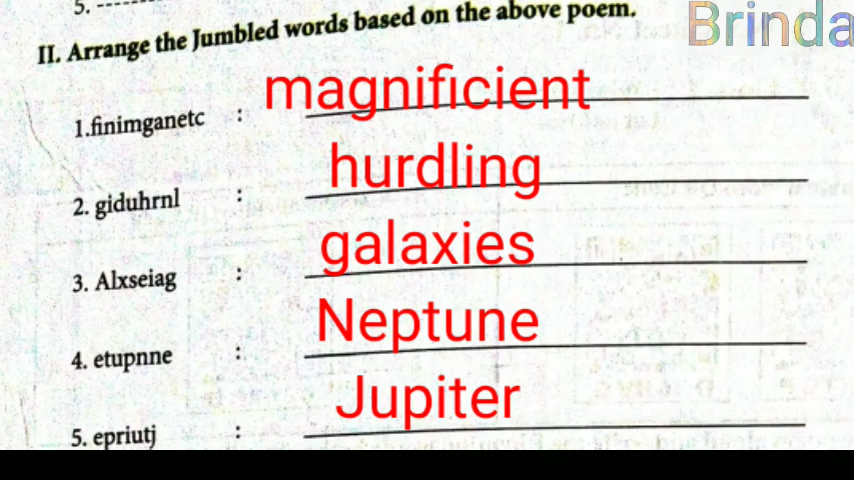 5. ----------
Brinda
II. Arrange the Jumbled words based on the above poem.
1.finimganetc : magnificient
2. giduhrnl : hurdling
3. Alxseiag : galaxies
4. etupnne : Neptune
5. epriutj : Jupiter